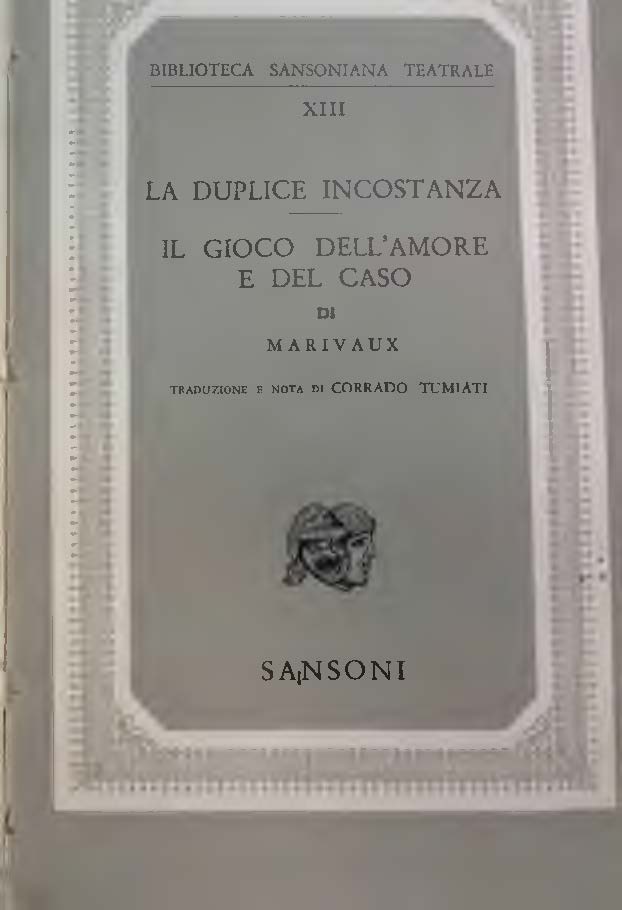 BIBLIOTECA SANSONIANA TEATRALE
XIII
LA DUPLICE INCOSTANZA
IL GIOCO DELL'AMORE
E DEL CASO
DI
MARIVAUX
TRADUZIONE E NOTA DI CORRADO TUMIATI
SANSONI